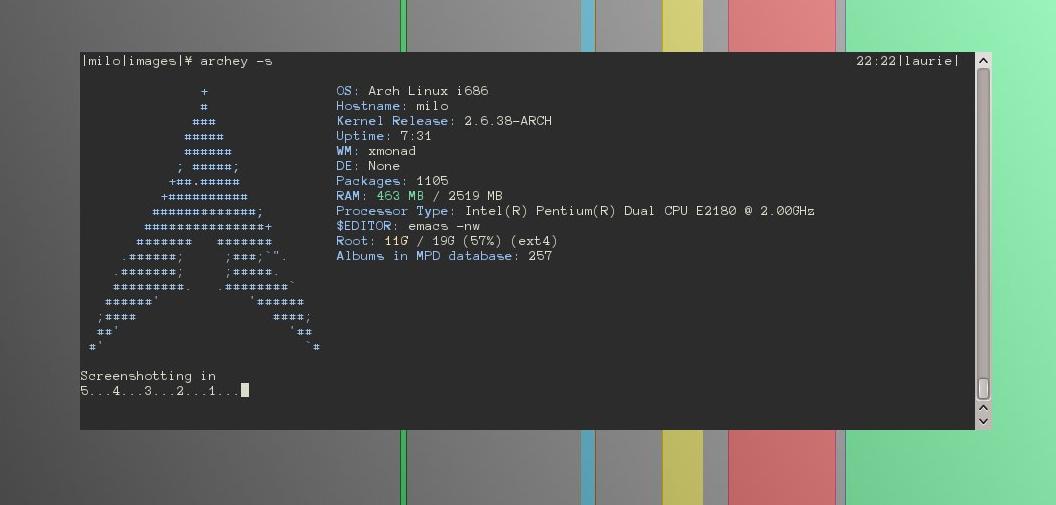 |milo|images|¥ archey -s 22:22|laurie|
+ OS: Arch Linux i686
# Hostname: milo
### Kernel Release: 2.6.38-ARCH
##### Uptime: 7:31
###### WM: xmonad
; #####; DE: None
+##.##### Packages: 1105
+########## RAM: 463 MB / 2519 MB
#############; Processor Type: Intel(R) Pentium(R) Dual CPU E2180 @ 2.00GHz
###############+ $EDITOR: emacs -nw
####### ####### Root: 11G / 19G (57%) (ext4)
.######; ;###;`". Albums in MPD database: 257
.#######; ;#####.
#########. .########`
######' '######
;#### ####;
##' '##
#' `#
Screenshotting in
5...4...3...2...1...